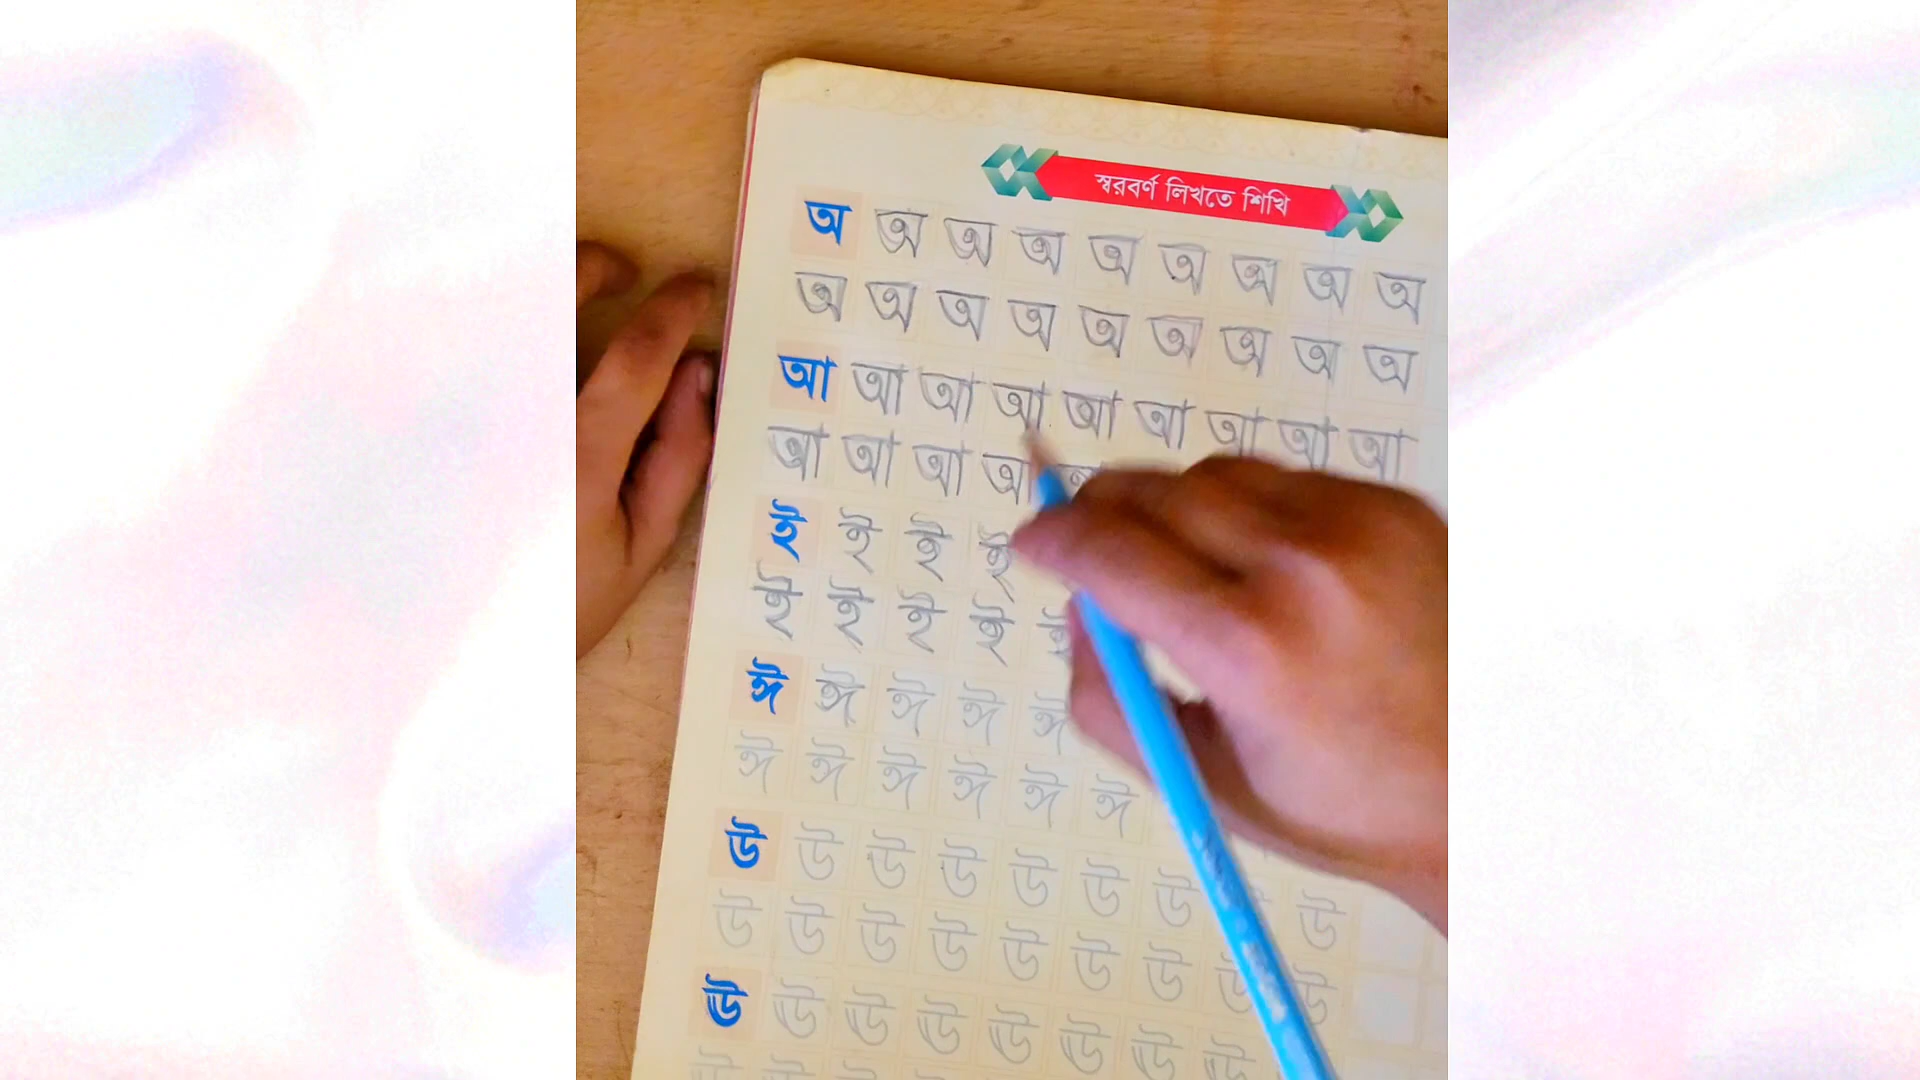 স্বরবর্ণ লিখতে শিখি
অ অ অ অ অ অ অ অ অ
অ অ অ অ অ অ অ অ অ
আ আ আ আ আ আ আ আ আ
আ আ আ আ
ই ই ই ই
ই ই ই ই ই
ঈ ঈ ঈ ঈ ঈ
ঈ ঈ ঈ ঈ ঈ ঈ
উ উ উ উ উ উ উ উ
উ উ উ উ উ উ উ উ উ
ঊ ঊ ঊ ঊ ঊ ঊ ঊ ঊ